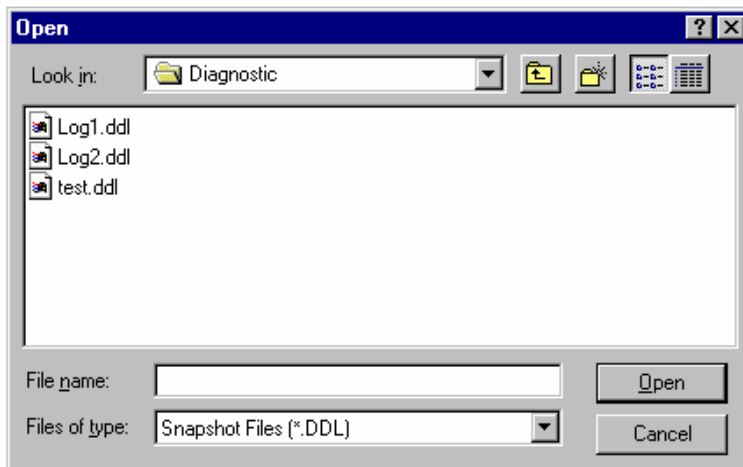 Open
Look in: Diagnostic
Log1.ddl
Log2.ddl
test.ddl
File name: Open
Files of type: Snapshot Files (*.DDL) Cancel